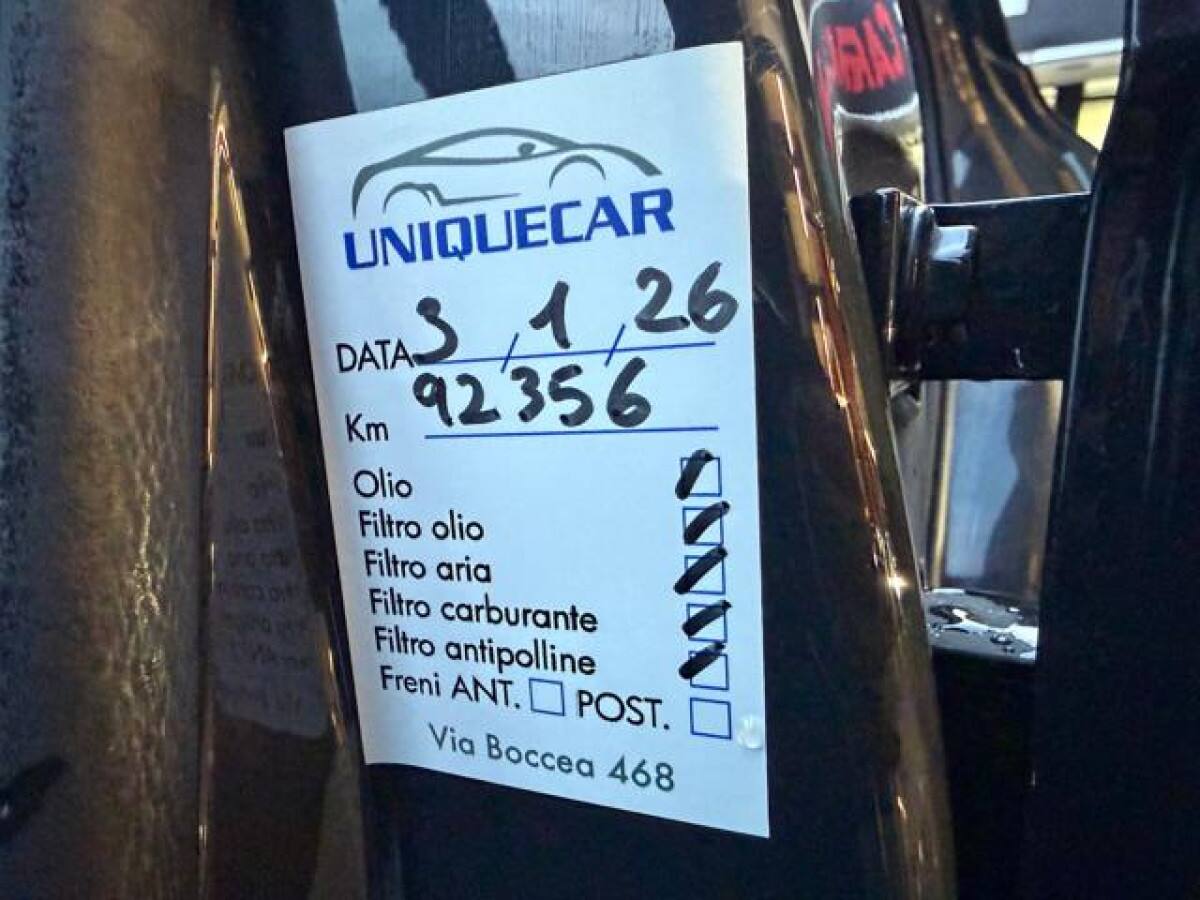 UNIQUECAR
DATA 3 / 1 / 26
Km 92356
Olio
Filtro olio
Filtro aria
Filtro carburante
Filtro antipolline
Freni ANT. POST.
Via Boccea 468